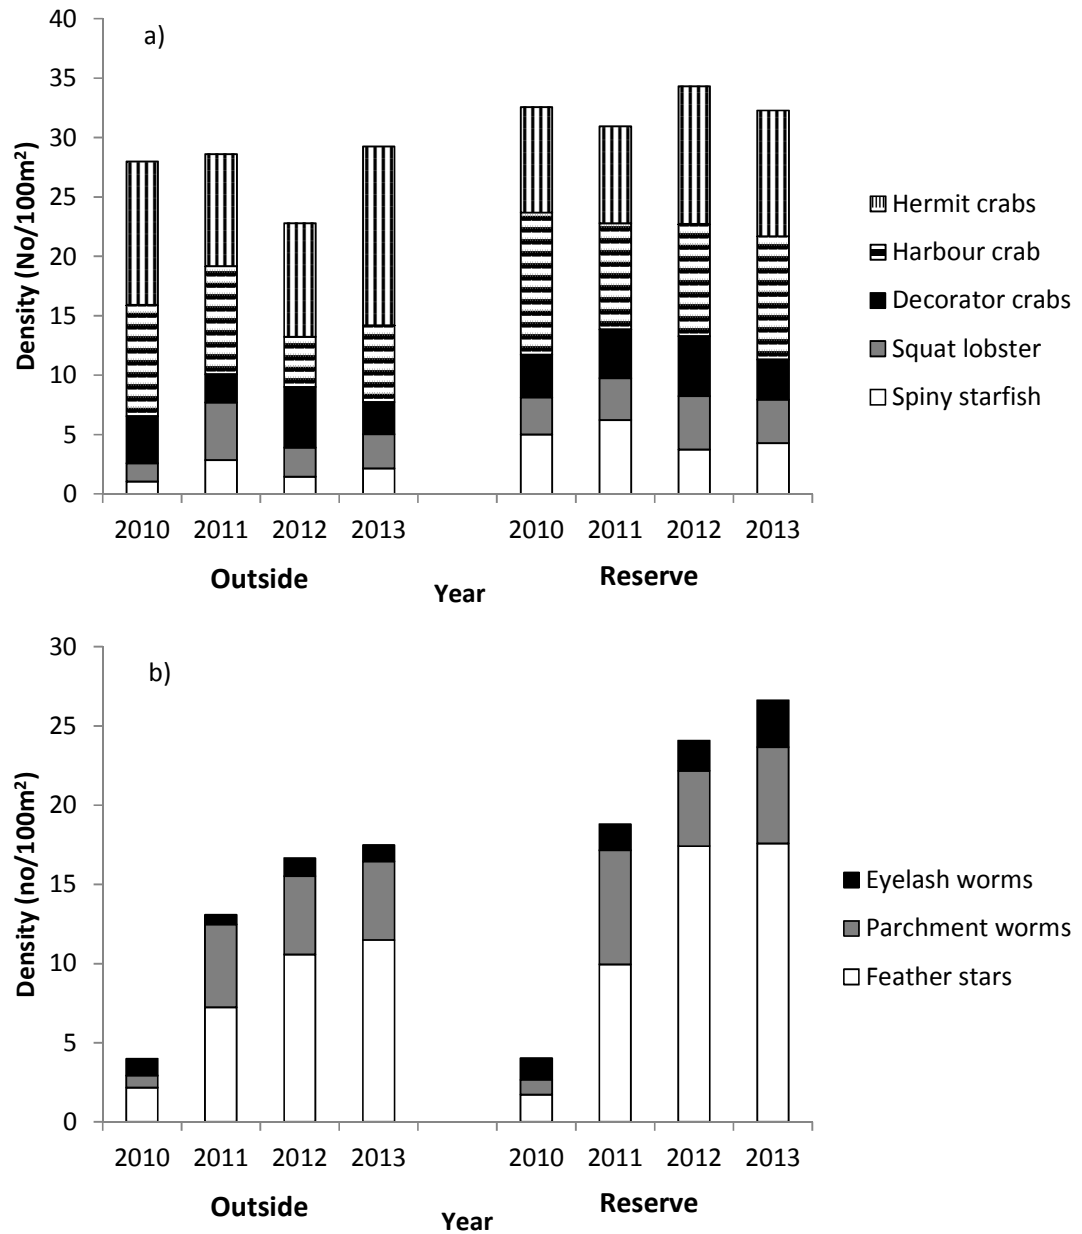 a)
40
35
30
25
20
15
10
5
0
Density (No/100m²)
2010 2011 2012 2013 2010 2011 2012 2013
Outside Reserve
Year
Hermit crabs
Harbour crab
Decorator crabs
Squat lobster
Spiny starfish
b)
30
25
20
15
10
5
0
Density (no/100m²)
2010 2011 2012 2013 2010 2011 2012 2013
Outside Reserve
Year
Eyelash worms
Parchment worms
Feather stars